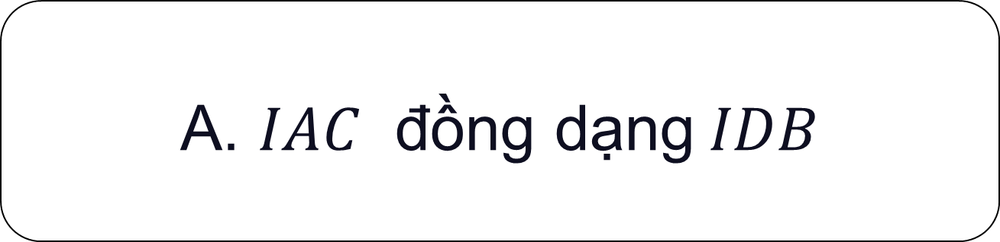 A. 𝐼𝐴𝐶 đồng dạng 𝐼𝐷𝐵